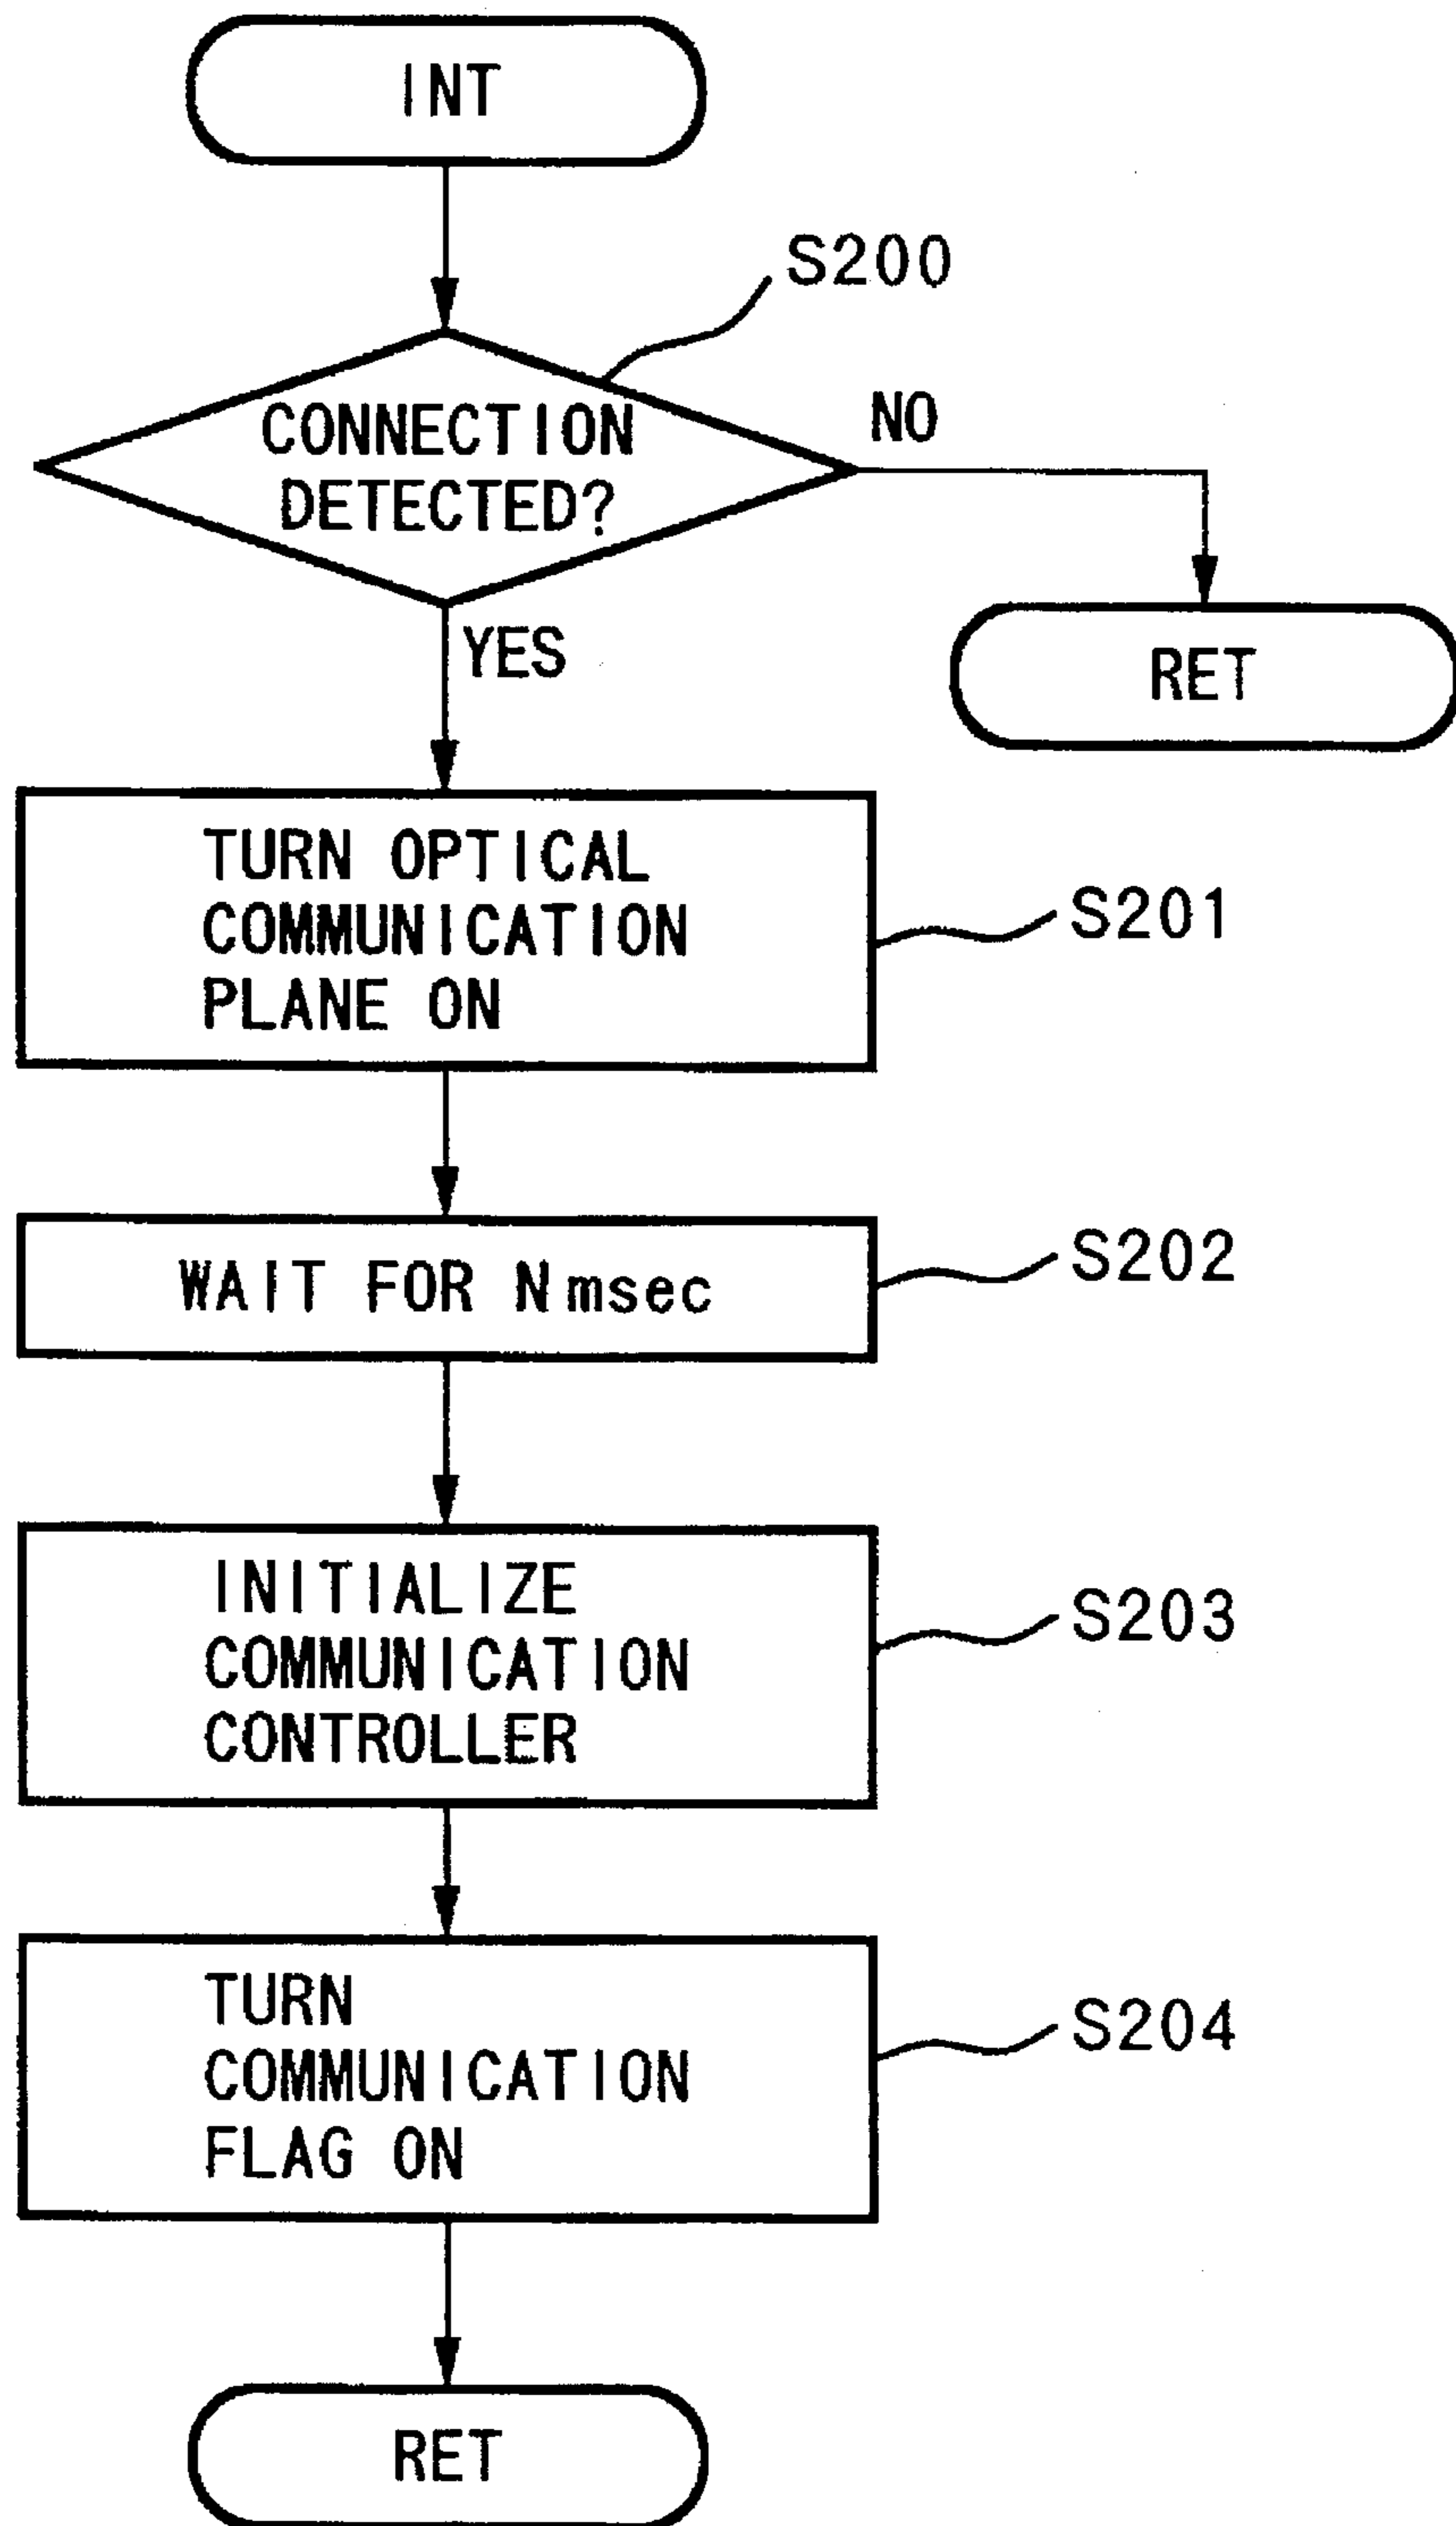 INT
S200
CONNECTION
DETECTED?
NO
YES
RET
TURN OPTICAL
COMMUNICATION
PLANE ON
S201
WAIT FOR N msec
S202
INITIALIZE
COMMUNICATION
CONTROLLER
S203
TURN
COMMUNICATION
FLAG ON
S204
RET